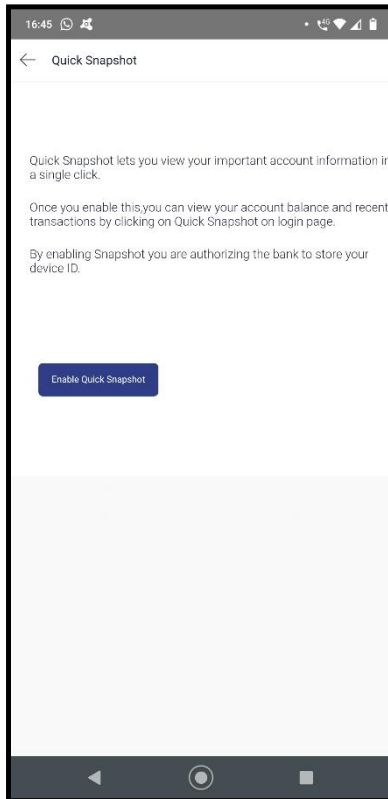 16:45
4G
Quick Snapshot
Quick Snapshot lets you view your important account information in
a single click.
Once you enable this,you can view your account balance and recent
transactions by clicking on Quick Snapshot on login page.
By enabling Snapshot you are authorizing the bank to store your
device ID.
Enable Quick Snapshot